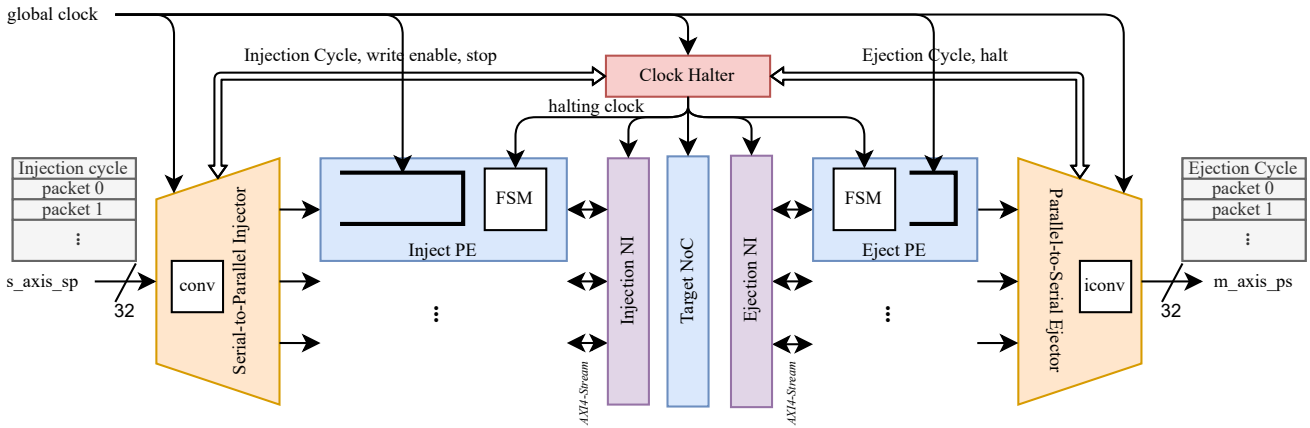 global clock
Injection Cycle, write enable, stop
Clock Halter
Ejection Cycle, halt
halting clock
Injection cycle
packet 0
packet 1
⋮
s_axis_sp
32
conv
Serial-to-Parallel Injector
FSM
Inject PE
⋮
AXI4-Stream
Injection NI
Target NoC
Ejection NI
AXI4-Stream
FSM
Eject PE
⋮
Parallel-to-Serial Ejector
iconv
Ejection Cycle
packet 0
packet 1
⋮
32
m_axis_ps